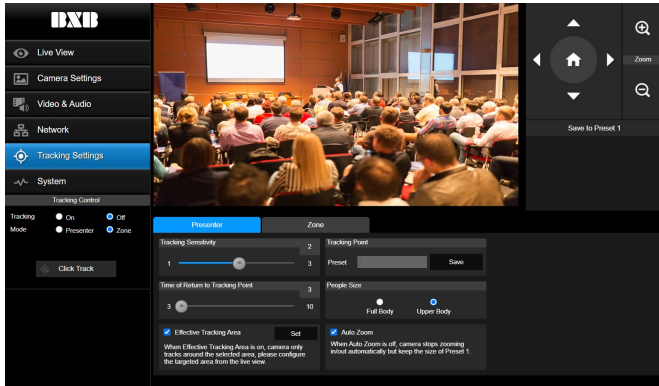 BXB
Live View
Camera Settings
Video & Audio
Network
Tracking Settings
System
Tracking Control
Tracking On Off
Mode Presenter Zone
Click Track
Zoom
Save to Preset 1
Presenter Zone
Tracking Sensitivity 2
1 3
Tracking Point
Preset Save
Time of Return to Tracking Point 3
3 10
People Size
Full Body Upper Body
Effective Tracking Area Set
When Effective Tracking Area is on, camera only
tracks around the selected area, please configure
the targeted area from the live view.
Auto Zoom
When Auto Zoom is off, camera stops zooming
in/out automatically but keep the size of Preset 1.